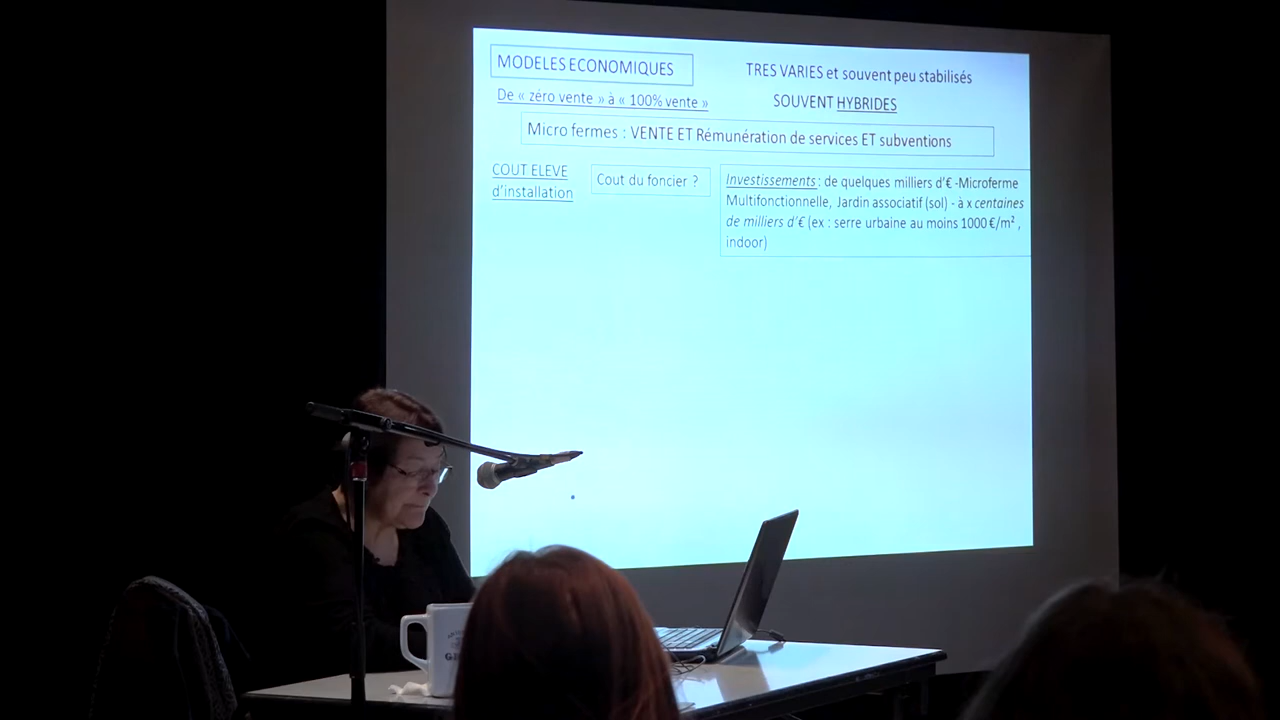 MODELES ECONOMIQUES
TRES VARIES et souvent peu stabilisés
De « zéro vente » à « 100% vente »
SOUVENT HYBRIDES
Micro fermes : VENTE ET Rémunération de services ET subventions
COUT ELEVE
d'installation
Cout du foncier ?
Investissements : de quelques milliers d'€ -Microferme
Multifonctionnelle, Jardin associatif (sol) - à x centaines
de milliers d'€ (ex : serre urbaine au moins 1000 €/m² ,
indoor)